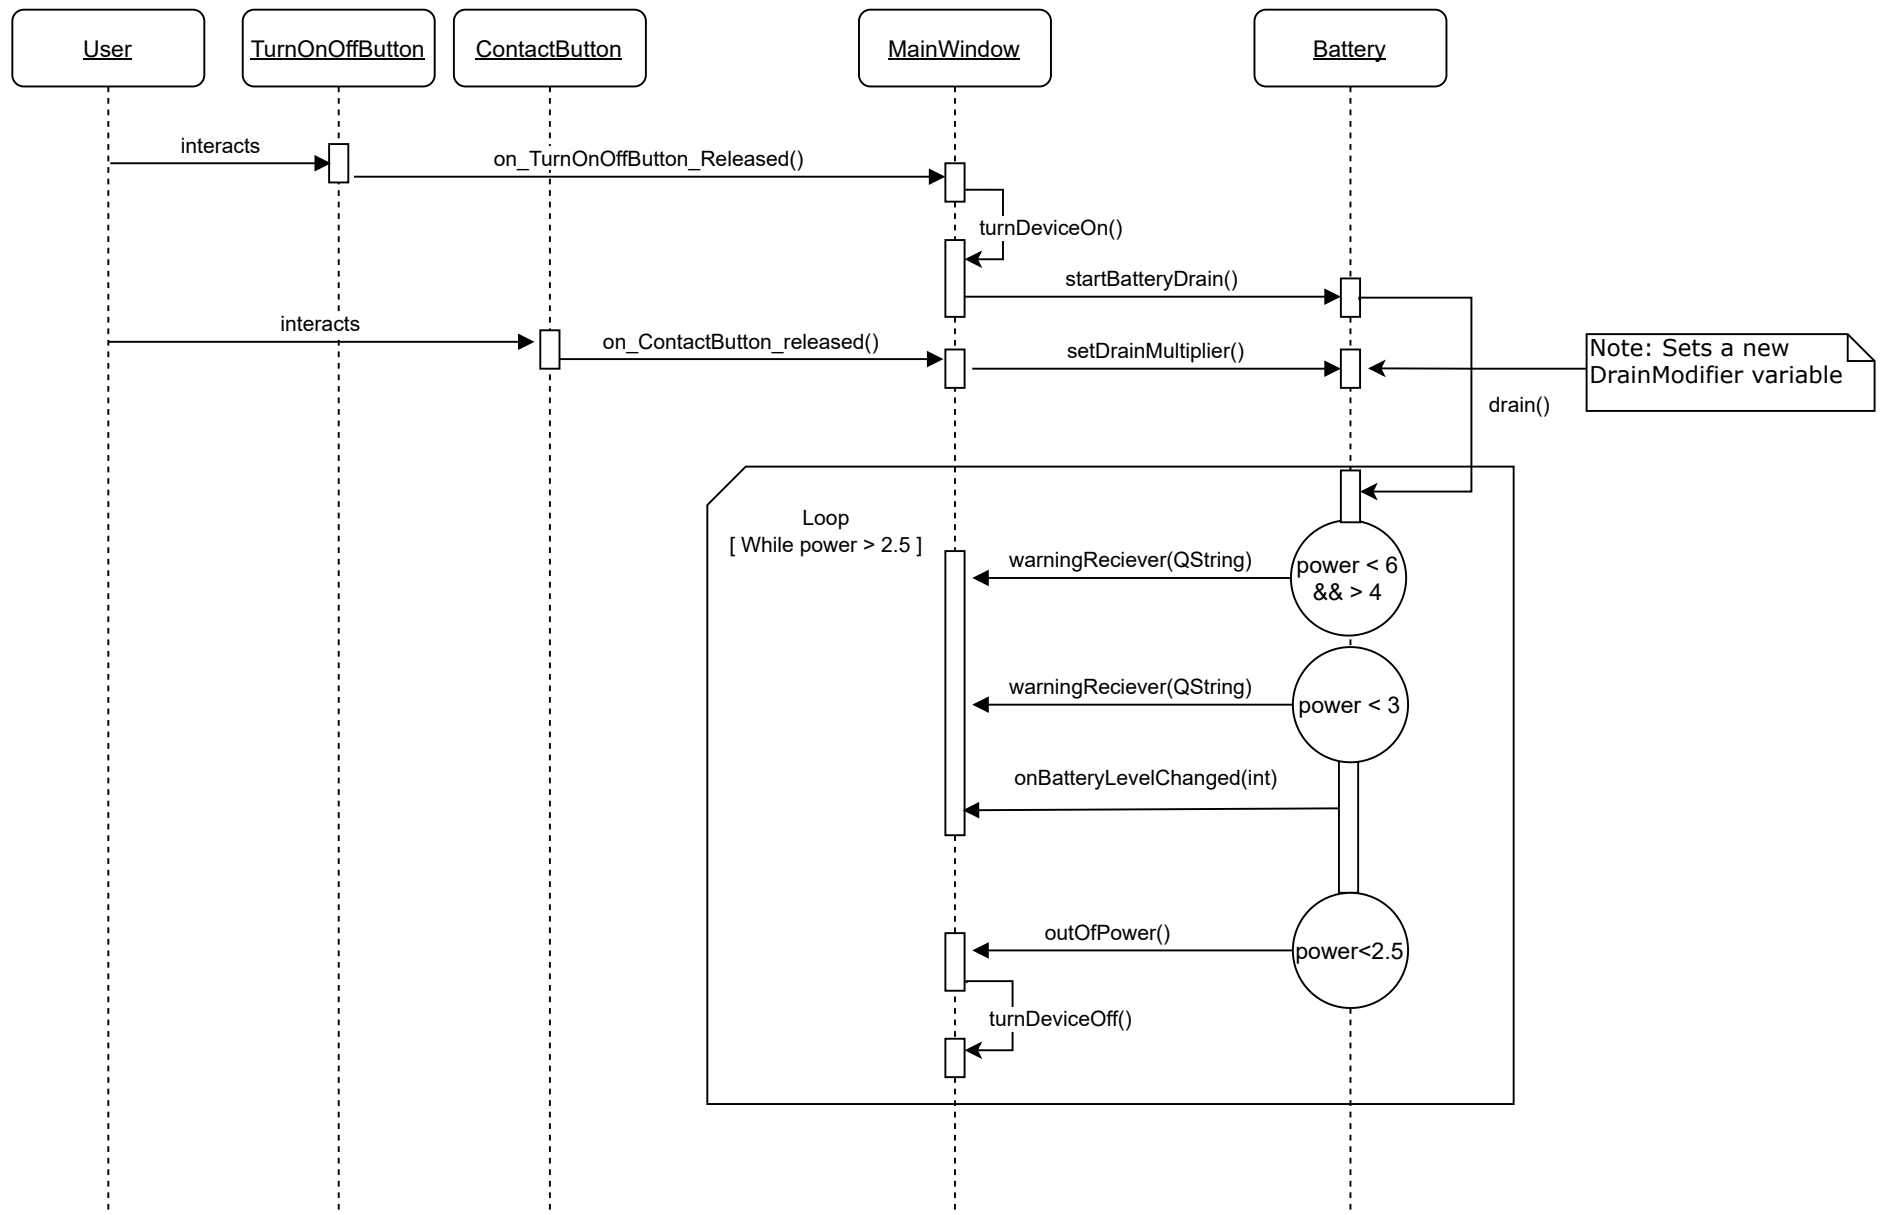 User
TurnOnOffButton
ContactButton
MainWindow
Battery
interacts
on_TurnOnOffButton_Released()
turnDeviceOn()
startBatteryDrain()
interacts
on_ContactButton_released()
setDrainMultiplier()
Note: Sets a new
DrainModifier variable
drain()
Loop
[ While power > 2.5 ]
warningReciever(QString)
power < 6
&& > 4
warningReciever(QString)
power < 3
onBatteryLevelChanged(int)
outOfPower()
power<2.5
turnDeviceOff()